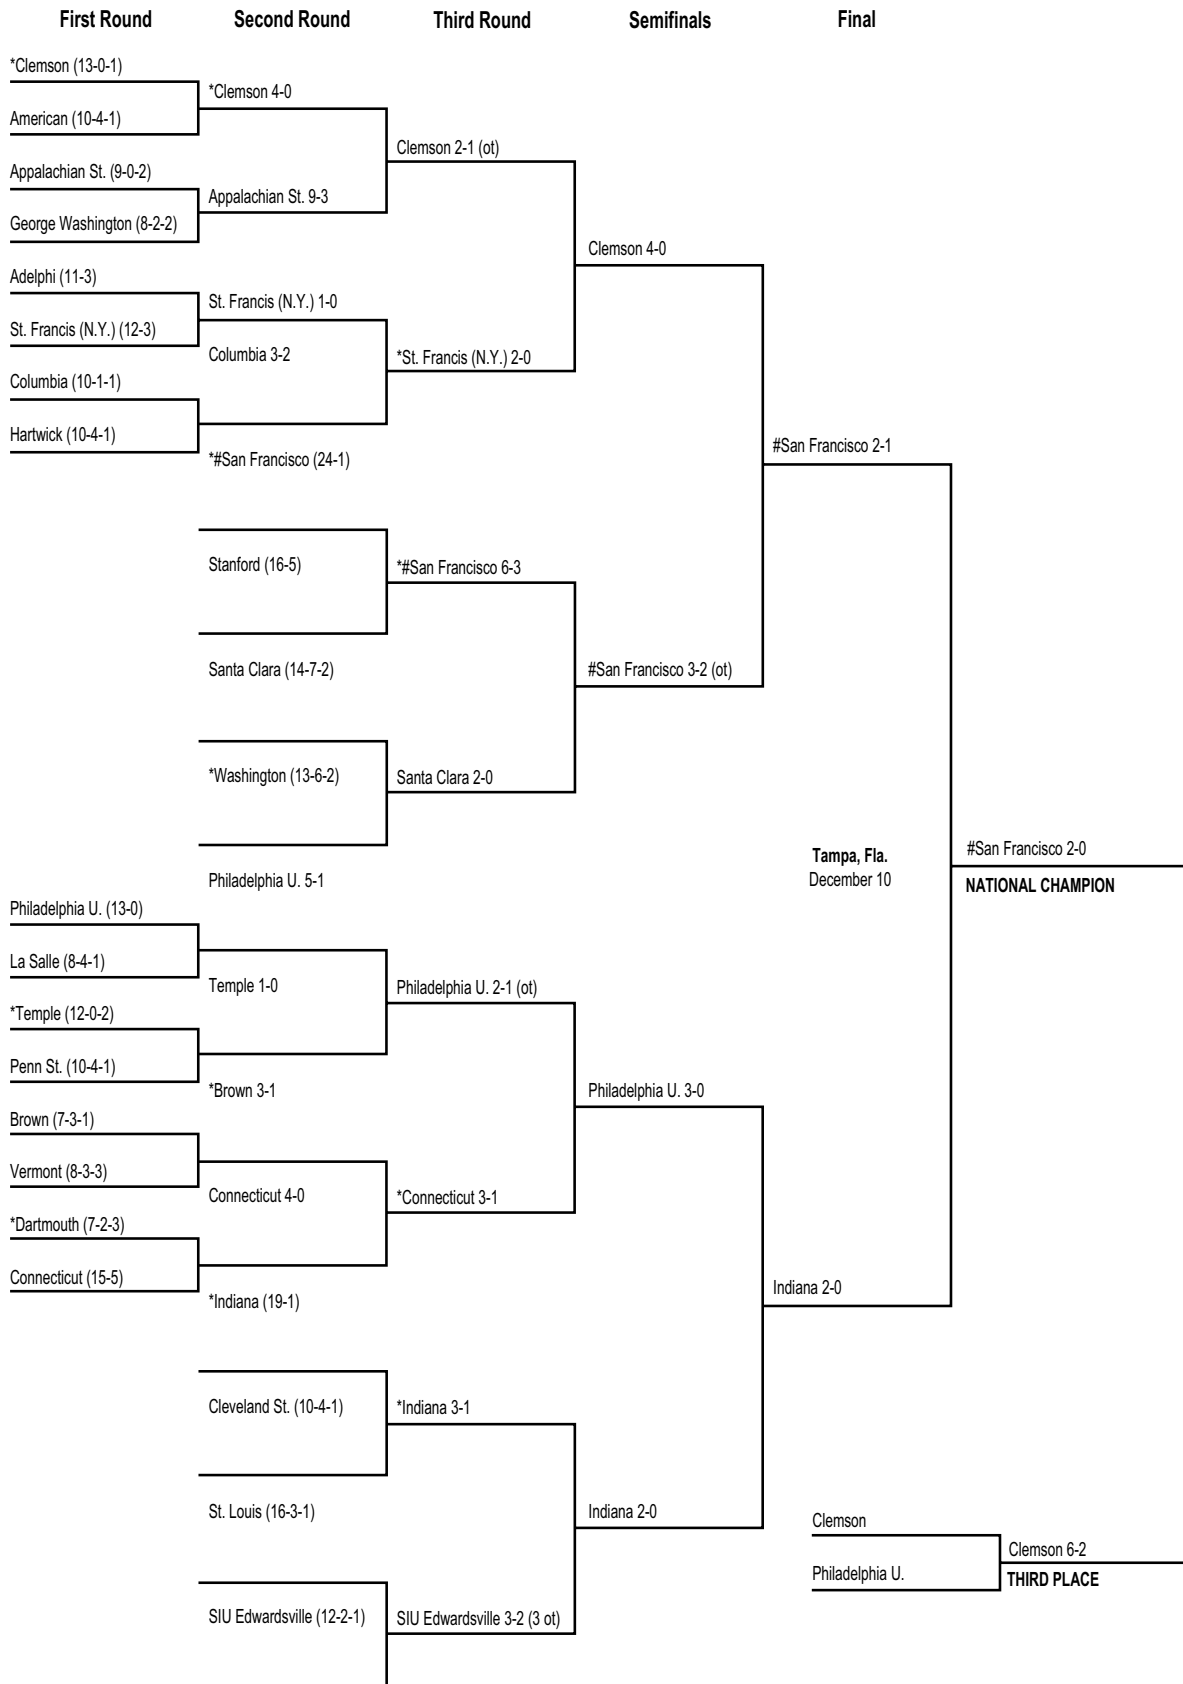 First Round
Second Round
Third Round
Semifinals
Final
*Clemson (13-0-1)
American (10-4-1)
Appalachian St. (9-0-2)
George Washington (8-2-2)
Adelphi (11-3)
St. Francis (N.Y.) (12-3)
Columbia (10-1-1)
Hartwick (10-4-1)
Philadelphia U. (13-0)
La Salle (8-4-1)
*Temple (12-0-2)
Penn St. (10-4-1)
Brown (7-3-1)
Vermont (8-3-3)
*Dartmouth (7-2-3)
Connecticut (15-5)
*Clemson 4-0
Appalachian St. 9-3
St. Francis (N.Y.) 1-0
Columbia 3-2
*#San Francisco (24-1)
Stanford (16-5)
Santa Clara (14-7-2)
*Washington (13-6-2)
Philadelphia U. 5-1
Temple 1-0
*Brown 3-1
Connecticut 4-0
*Indiana (19-1)
Cleveland St. (10-4-1)
St. Louis (16-3-1)
SIU Edwardsville (12-2-1)
Clemson 2-1 (ot)
*St. Francis (N.Y.) 2-0
*#San Francisco 6-3
Santa Clara 2-0
Philadelphia U. 2-1 (ot)
*Connecticut 3-1
*Indiana 3-1
SIU Edwardsville 3-2 (3 ot)
Clemson 4-0
#San Francisco 3-2 (ot)
Philadelphia U. 3-0
Indiana 2-0
#San Francisco 2-1
Indiana 2-0
Tampa, Fla.
December 10
#San Francisco 2-0
NATIONAL CHAMPION
Clemson
Philadelphia U.
Clemson 6-2
THIRD PLACE